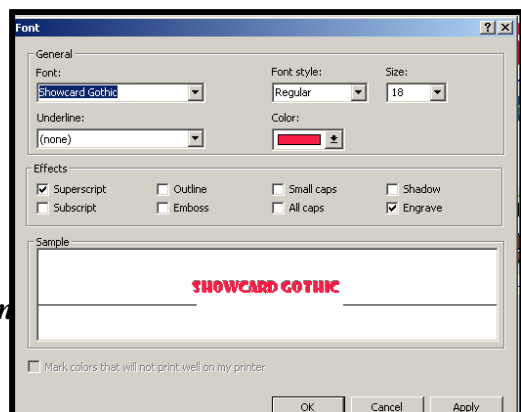 Font
General
Font: Font style: Size:
Showcard Gothic Regular 18
Underline: Color:
(none)
Effects
Superscript Outline Small caps Shadow
Subscript Emboss All caps Engrave
Sample
SHOWCARD GOTHIC
Mark colors that will not print well on my printer
OK Cancel Apply